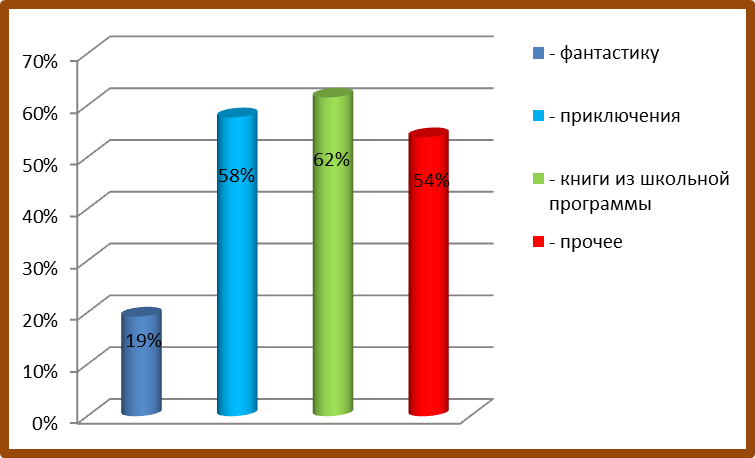 70%
60%
50%
40%
30%
20%
10%
0%
19%
58%
62%
54%
- фантастику
- приключения
- книги из школьной
программы
- прочее